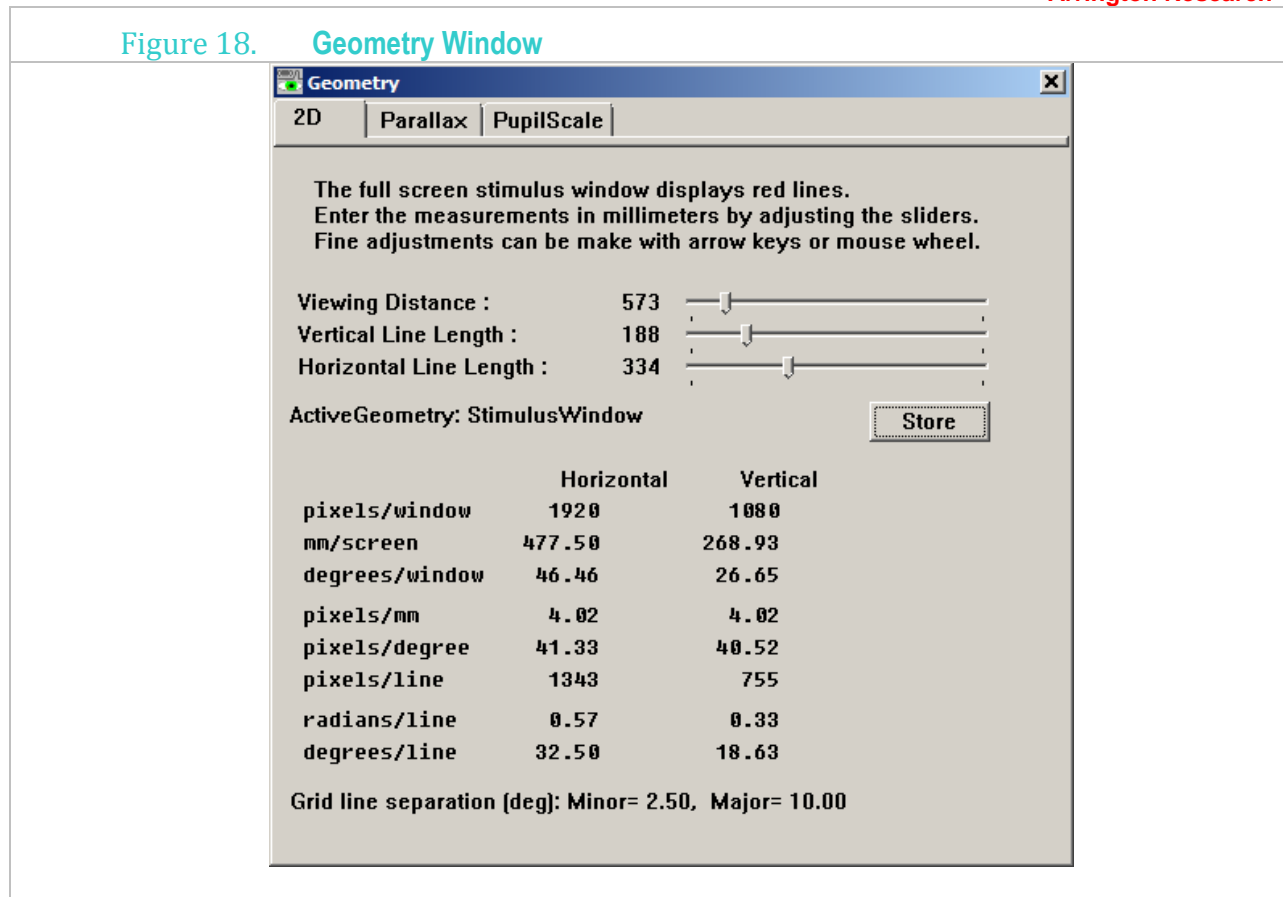 Arrington Research
Figure 18. Geometry Window
Geometry
2D Parallax PupilScale
The full screen stimulus window displays red lines.
Enter the measurements in millimeters by adjusting the sliders.
Fine adjustments can be make with arrow keys or mouse wheel.
Viewing Distance : 573
Vertical Line Length : 188
Horizontal Line Length : 334
ActiveGeometry: StimulusWindow Store
Horizontal Vertical
pixels/window 1920 1080
mm/screen 477.50 268.93
degrees/window 46.46 26.65
pixels/mm 4.02 4.02
pixels/degree 41.33 40.52
pixels/line 1343 755
radians/line 0.57 0.33
degrees/line 32.50 18.63
Grid line separation (deg): Minor= 2.50, Major= 10.00